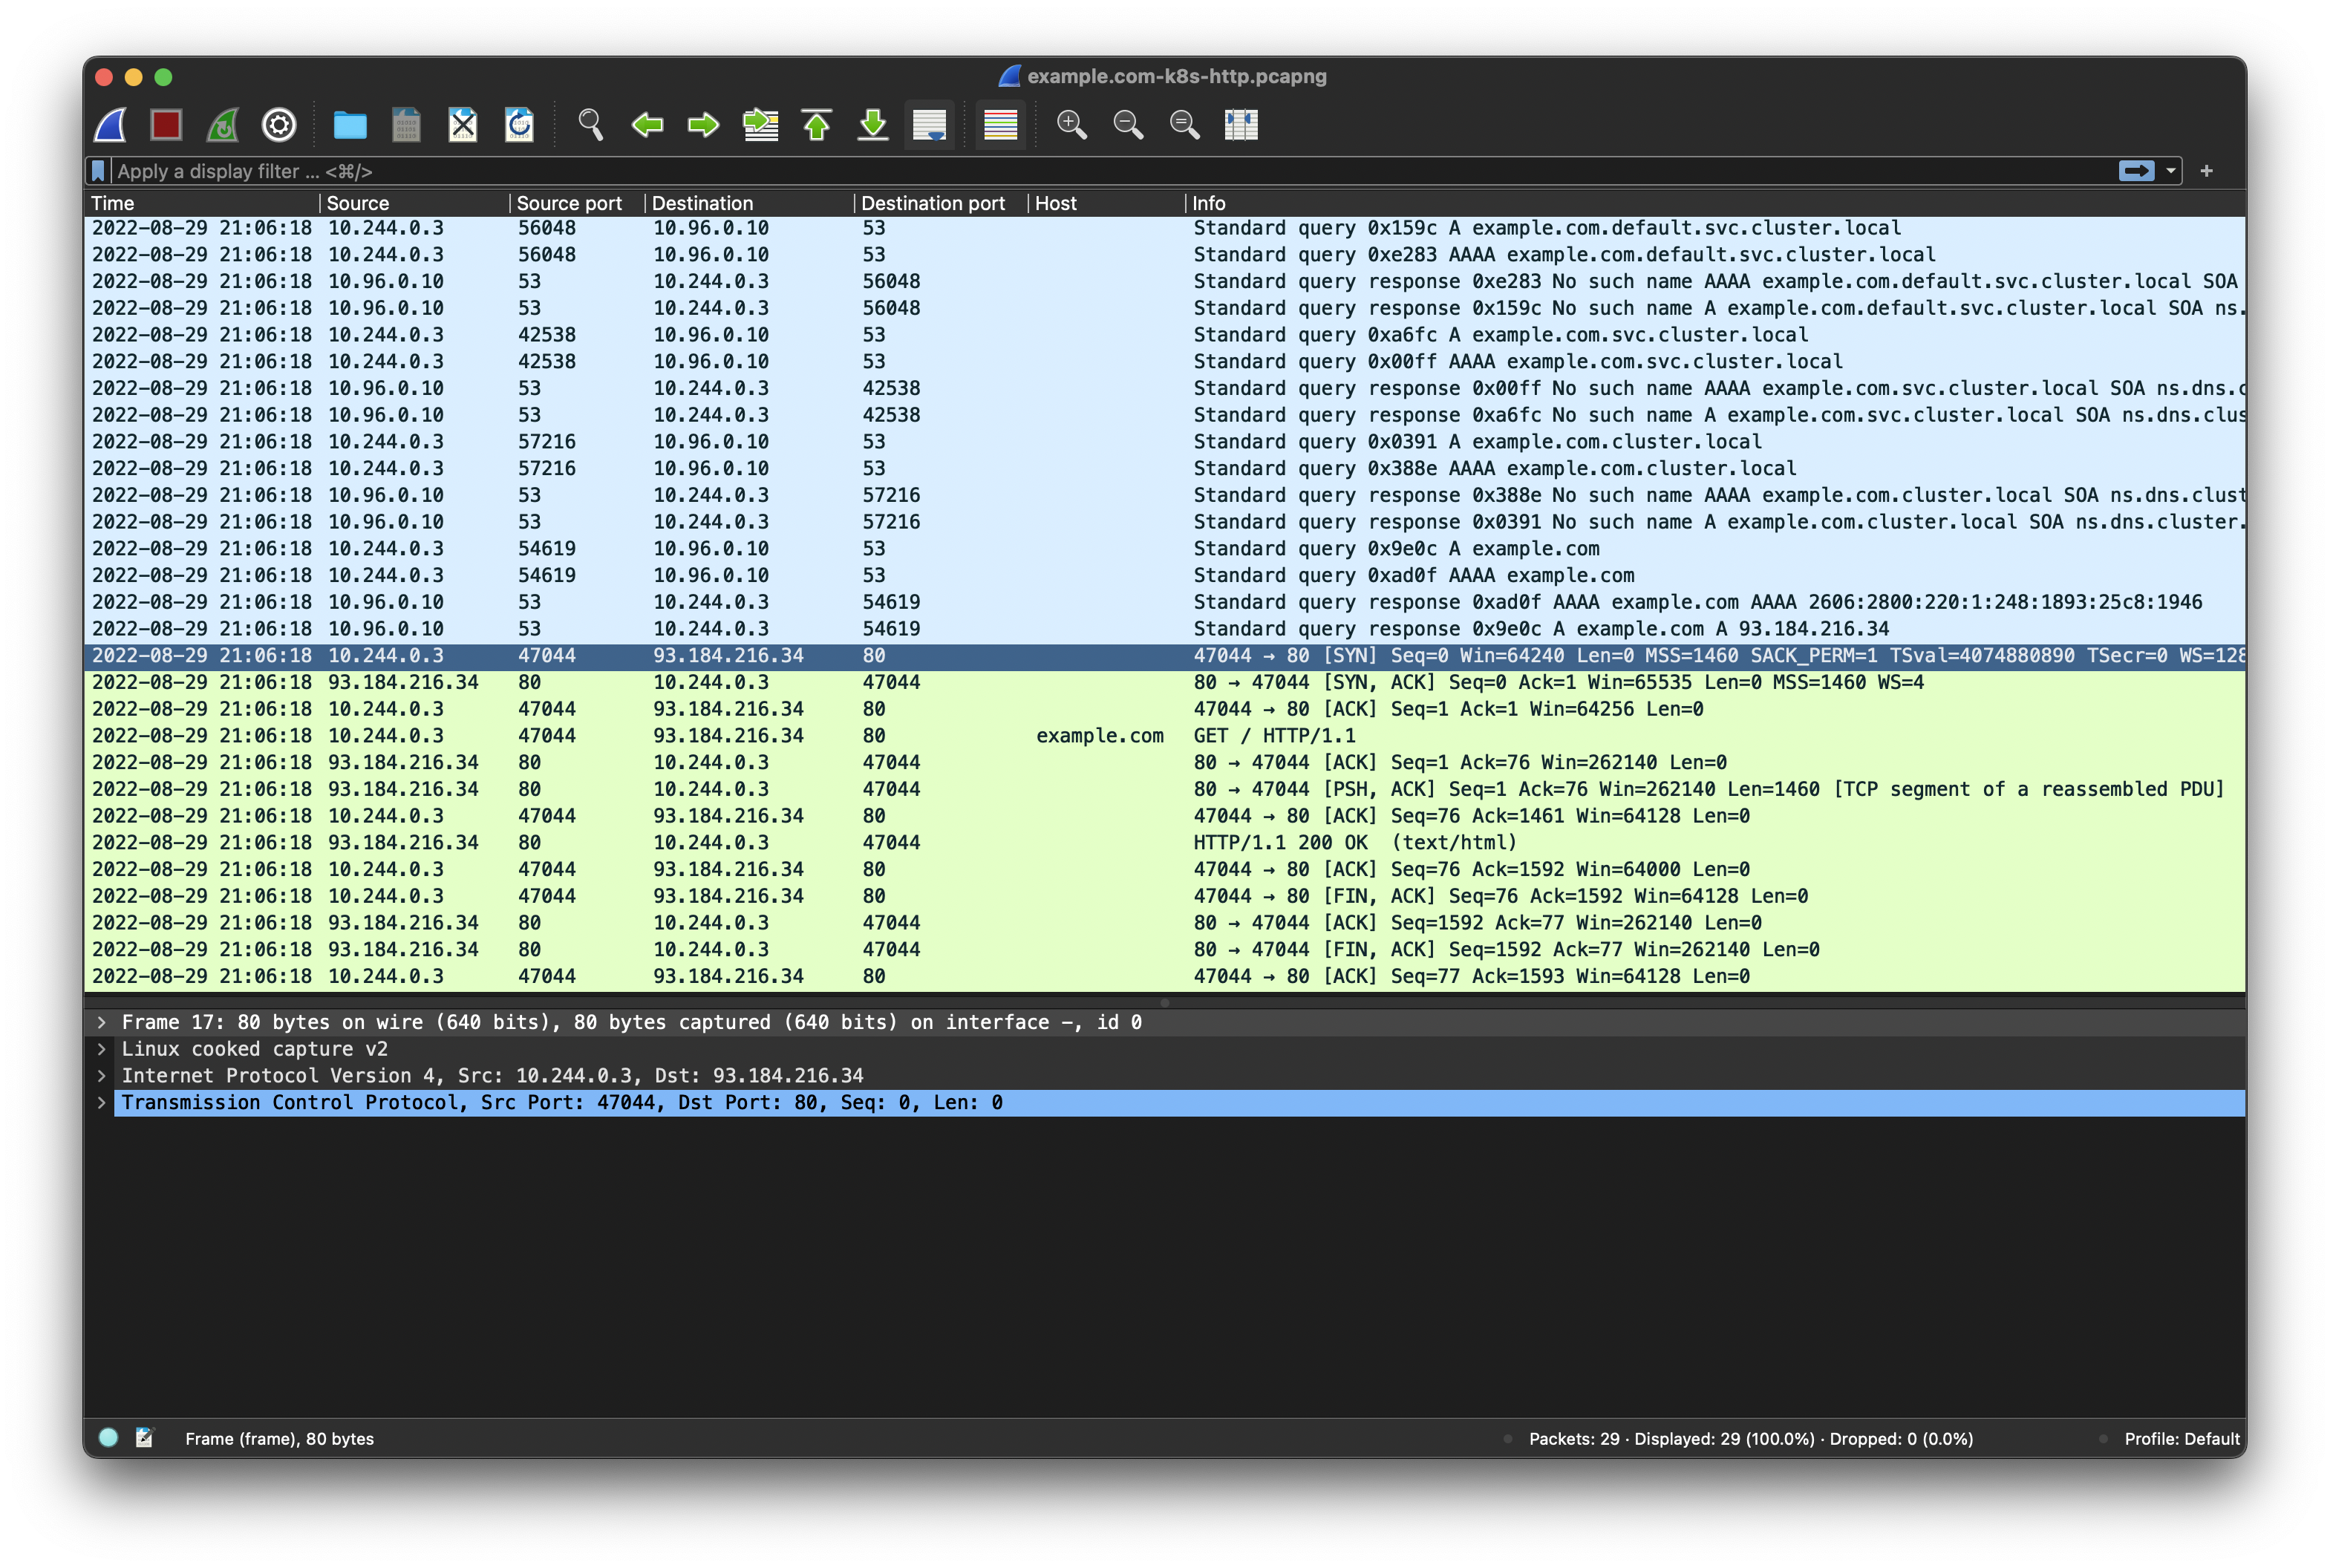 example.com-k8s-http.pcapng
Apply a display filter ... <⌘/>
Time Source Source port Destination Destination port Host Info
2022-08-29 21:06:18 10.244.0.3 56048 10.96.0.10 53 Standard query 0x159c A example.com.default.svc.cluster.local
2022-08-29 21:06:18 10.244.0.3 56048 10.96.0.10 53 Standard query 0xe283 AAAA example.com.default.svc.cluster.local
2022-08-29 21:06:18 10.96.0.10 53 10.244.0.3 56048 Standard query response 0xe283 No such name AAAA example.com.default.svc.cluster.local SOA
2022-08-29 21:06:18 10.96.0.10 53 10.244.0.3 56048 Standard query response 0x159c No such name A example.com.default.svc.cluster.local SOA ns.
2022-08-29 21:06:18 10.244.0.3 42538 10.96.0.10 53 Standard query 0xa6fc A example.com.svc.cluster.local
2022-08-29 21:06:18 10.244.0.3 42538 10.96.0.10 53 Standard query 0x00ff AAAA example.com.svc.cluster.local
2022-08-29 21:06:18 10.96.0.10 53 10.244.0.3 42538 Standard query response 0x00ff No such name AAAA example.com.svc.cluster.local SOA ns.dns.c
2022-08-29 21:06:18 10.96.0.10 53 10.244.0.3 42538 Standard query response 0xa6fc No such name A example.com.svc.cluster.local SOA ns.dns.clus
2022-08-29 21:06:18 10.244.0.3 57216 10.96.0.10 53 Standard query 0x0391 A example.com.cluster.local
2022-08-29 21:06:18 10.244.0.3 57216 10.96.0.10 53 Standard query 0x388e AAAA example.com.cluster.local
2022-08-29 21:06:18 10.96.0.10 53 10.244.0.3 57216 Standard query response 0x388e No such name AAAA example.com.cluster.local SOA ns.dns.clust
2022-08-29 21:06:18 10.96.0.10 53 10.244.0.3 57216 Standard query response 0x0391 No such name A example.com.cluster.local SOA ns.dns.cluster.
2022-08-29 21:06:18 10.244.0.3 54619 10.96.0.10 53 Standard query 0x9e0c A example.com
2022-08-29 21:06:18 10.244.0.3 54619 10.96.0.10 53 Standard query 0xad0f AAAA example.com
2022-08-29 21:06:18 10.96.0.10 53 10.244.0.3 54619 Standard query response 0xad0f AAAA example.com AAAA 2606:2800:220:1:248:1893:25c8:1946
2022-08-29 21:06:18 10.96.0.10 53 10.244.0.3 54619 Standard query response 0x9e0c A example.com A 93.184.216.34
2022-08-29 21:06:18 10.244.0.3 47044 93.184.216.34 80 47044 → 80 [SYN] Seq=0 Win=64240 Len=0 MSS=1460 SACK_PERM=1 TSval=4074880890 TSecr=0 WS=128
2022-08-29 21:06:18 93.184.216.34 80 10.244.0.3 47044 80 → 47044 [SYN, ACK] Seq=0 Ack=1 Win=65535 Len=0 MSS=1460 WS=4
2022-08-29 21:06:18 10.244.0.3 47044 93.184.216.34 80 47044 → 80 [ACK] Seq=1 Ack=1 Win=64256 Len=0
2022-08-29 21:06:18 10.244.0.3 47044 93.184.216.34 80 example.com GET / HTTP/1.1
2022-08-29 21:06:18 93.184.216.34 80 10.244.0.3 47044 80 → 47044 [ACK] Seq=1 Ack=76 Win=262140 Len=0
2022-08-29 21:06:18 93.184.216.34 80 10.244.0.3 47044 80 → 47044 [PSH, ACK] Seq=1 Ack=76 Win=262140 Len=1460 [TCP segment of a reassembled PDU]
2022-08-29 21:06:18 10.244.0.3 47044 93.184.216.34 80 47044 → 80 [ACK] Seq=76 Ack=1461 Win=64128 Len=0
2022-08-29 21:06:18 93.184.216.34 80 10.244.0.3 47044 HTTP/1.1 200 OK  (text/html)
2022-08-29 21:06:18 10.244.0.3 47044 93.184.216.34 80 47044 → 80 [ACK] Seq=76 Ack=1592 Win=64000 Len=0
2022-08-29 21:06:18 10.244.0.3 47044 93.184.216.34 80 47044 → 80 [FIN, ACK] Seq=76 Ack=1592 Win=64128 Len=0
2022-08-29 21:06:18 93.184.216.34 80 10.244.0.3 47044 80 → 47044 [ACK] Seq=1592 Ack=77 Win=262140 Len=0
2022-08-29 21:06:18 93.184.216.34 80 10.244.0.3 47044 80 → 47044 [FIN, ACK] Seq=1592 Ack=77 Win=262140 Len=0
2022-08-29 21:06:18 10.244.0.3 47044 93.184.216.34 80 47044 → 80 [ACK] Seq=77 Ack=1593 Win=64128 Len=0
Frame 17: 80 bytes on wire (640 bits), 80 bytes captured (640 bits) on interface -, id 0
Linux cooked capture v2
Internet Protocol Version 4, Src: 10.244.0.3, Dst: 93.184.216.34
Transmission Control Protocol, Src Port: 47044, Dst Port: 80, Seq: 0, Len: 0
Frame (frame), 80 bytes Packets: 29 · Displayed: 29 (100.0%) · Dropped: 0 (0.0%) Profile: Default